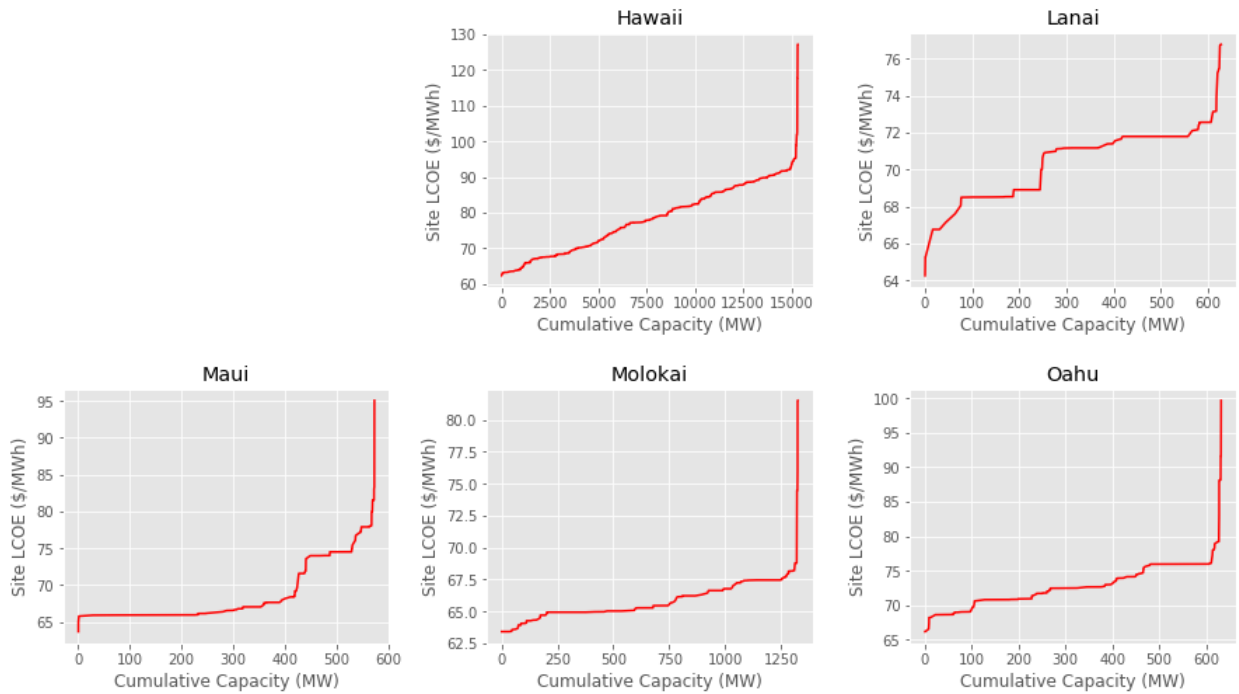 Hawaii
Site LCOE ($/MWh)
130
120
110
100
90
80
70
60
0 2500 5000 7500 10000 12500 15000
Cumulative Capacity (MW)
Lanai
Site LCOE ($/MWh)
76
74
72
70
68
66
64
0 100 200 300 400 500 600
Cumulative Capacity (MW)
Maui
Site LCOE ($/MWh)
95
90
85
80
75
70
65
0 100 200 300 400 500 600
Cumulative Capacity (MW)
Molokai
Site LCOE ($/MWh)
80.0
77.5
75.0
72.5
70.0
67.5
65.0
62.5
0 250 500 750 1000 1250
Cumulative Capacity (MW)
Oahu
Site LCOE ($/MWh)
100
95
90
85
80
75
70
65
0 100 200 300 400 500 600
Cumulative Capacity (MW)